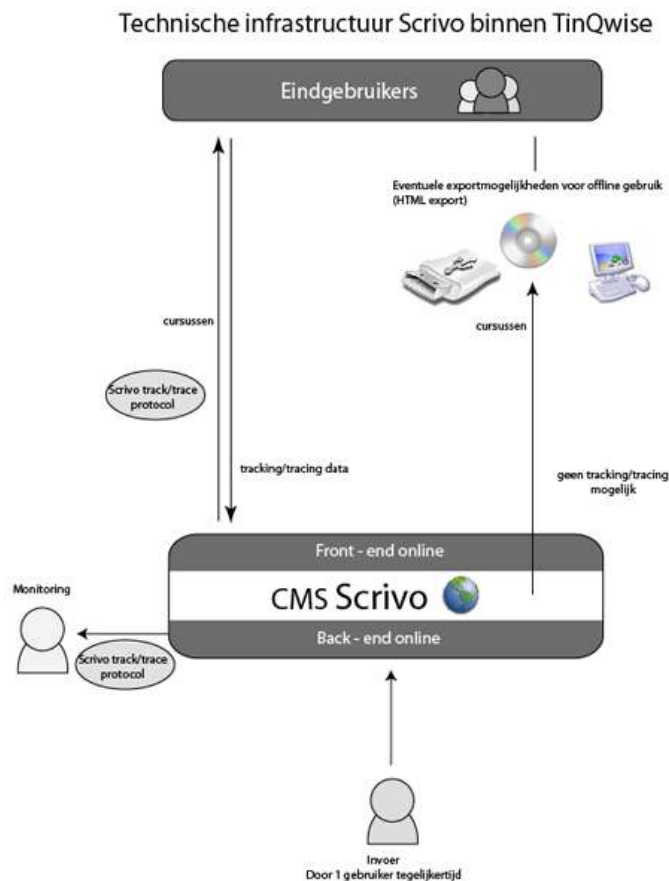 Technische infrastructuur Scrivo binnen TinQwise
Eindgebruikers
Eventuele exportmogelijkheden voor offline gebruik
(HTML export)
cursussen
cursussen
Scrivo track/trace
protocol
tracking/tracing data
geen tracking/tracing
mogelijk
Front - end online
CMS Scrivo
Back - end online
Monitoring
Scrivo track/trace
protocol
Invoer
Door 1 gebruiker tegelijkertijd